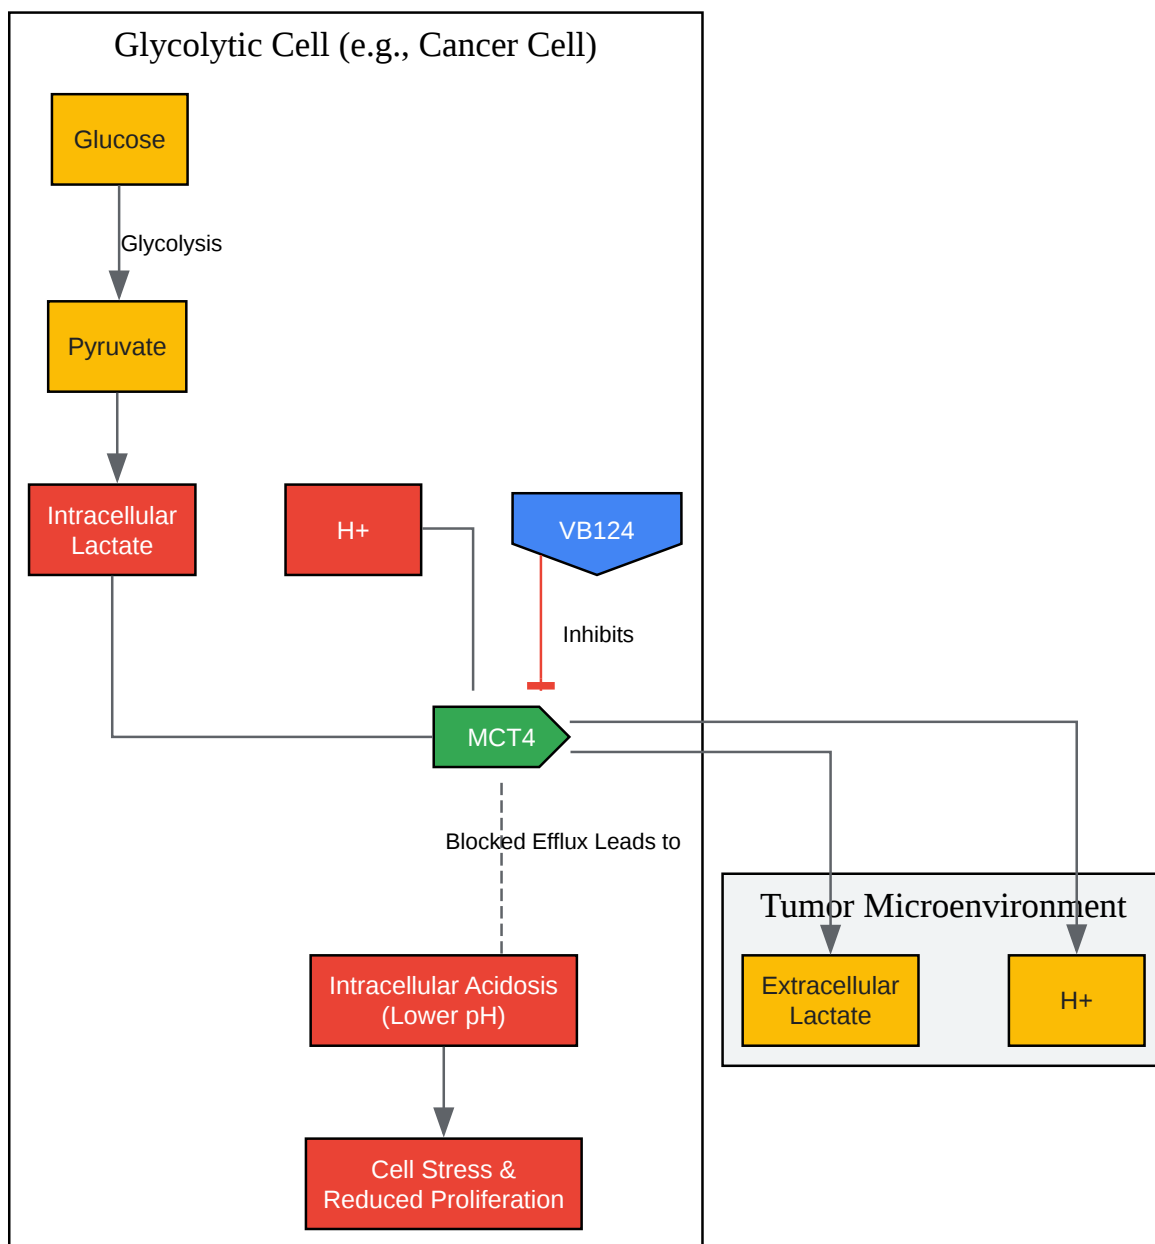 Glycolytic Cell (e.g., Cancer Cell)
Glucose
Glycolysis
Pyruvate
Intracellular
Lactate
H+
VB124
Inhibits
MCT4
Blocked Efflux Leads to
Tumor Microenvironment
Intracellular Acidosis
(Lower pH)
Extracellular
Lactate
H+
Cell Stress &
Reduced Proliferation